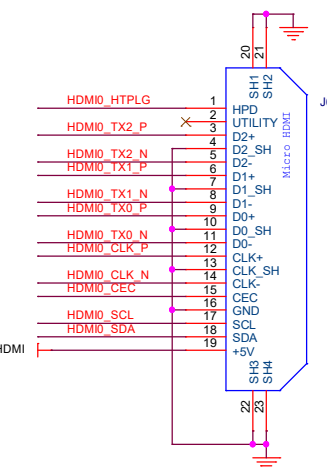 20
21
SH1
SH2
J
HDMI0_HTPLG 1 HPD
2 UTILITY
HDMI0_TX2_P 3 D2+
4 D2_SH
HDMI0_TX2_N 5 D2-
HDMI0_TX1_P 6 D1+
7 D1_SH
HDMI0_TX1_N 8 D1-
HDMI0_TX0_P 9 D0+
10 D0_SH
HDMI0_TX0_N 11 D0-
HDMI0_CLK_P 12 CLK+
13 CLK_SH
HDMI0_CLK_N 14 CLK-
HDMI0_CEC 15 CEC
16 GND
HDMI0_SCL 17 SCL
HDMI0_SDA 18 SDA
HDMI 19 +5V
Micro HDMI
SH3
SH4
22
23